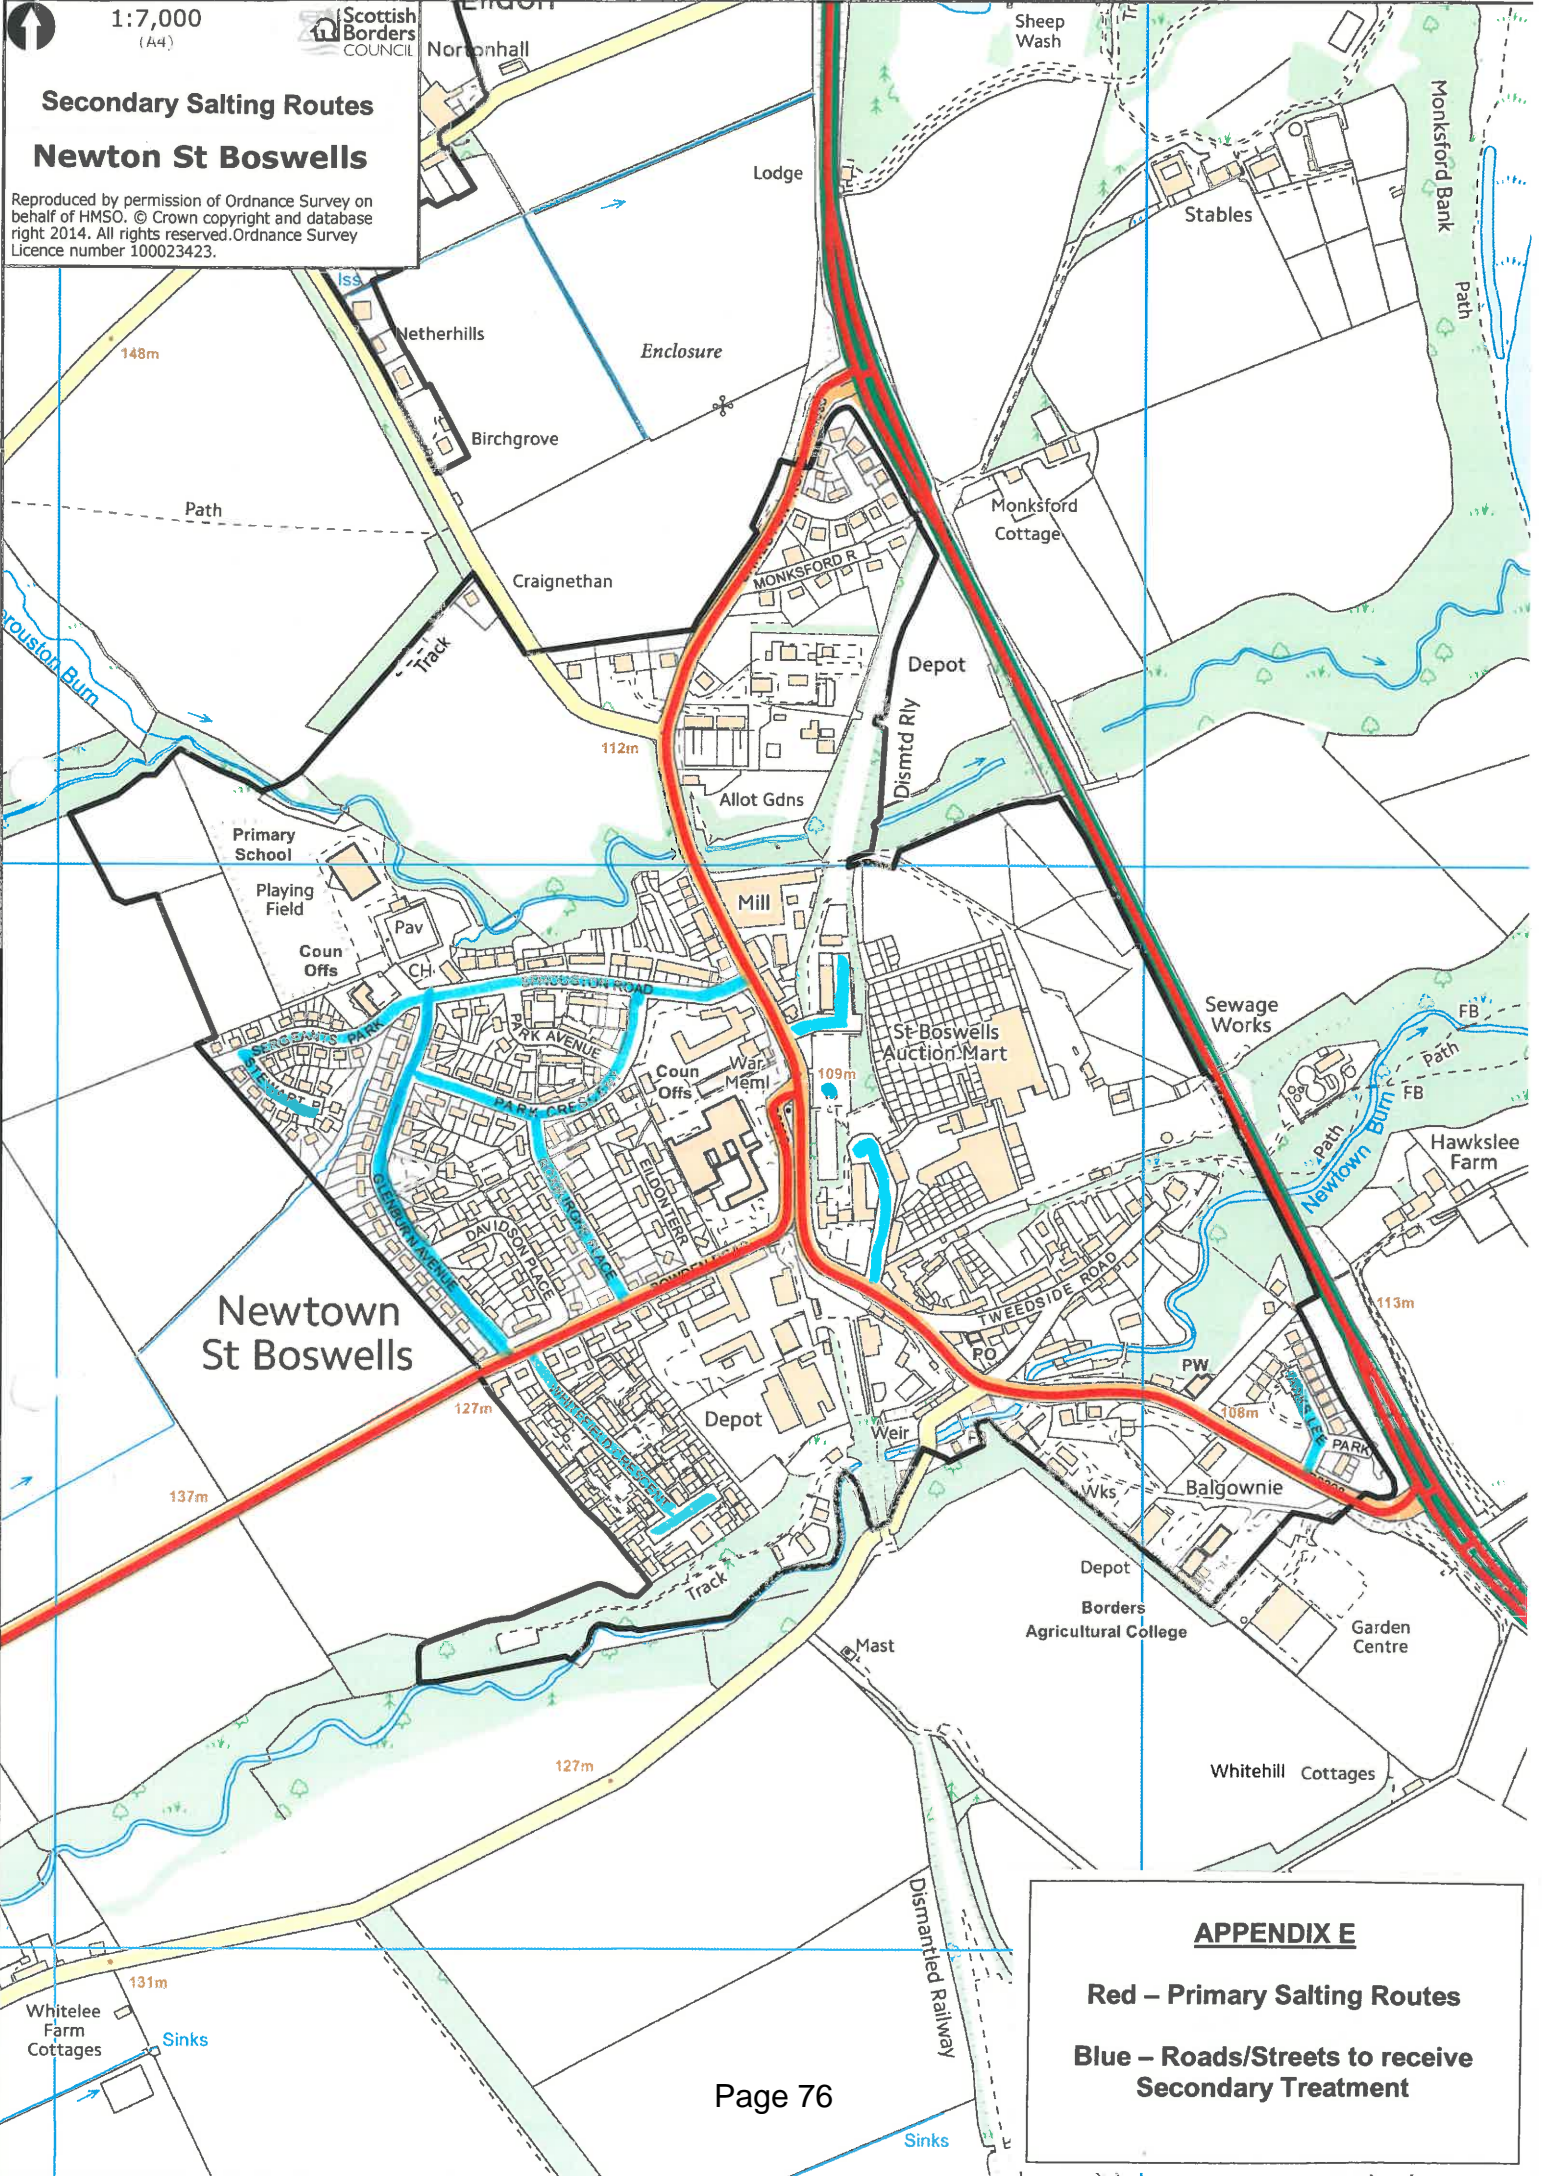 1:7,000
(A4)
Scottish
Borders
COUNCIL
Secondary Salting Routes
Newton St Boswells
Reproduced by permission of Ordnance Survey on
behalf of HMSO. © Crown copyright and database
right 2014. All rights reserved.Ordnance Survey
Licence number 100023423.
Nortonhall
Sheep
Wash
Lodge
Stables
Monksford Bank
Path
Iss
Netherhills
148m
Enclosure
Birchgrove
Path
Monksford
Cottage
MONKSFORD R
Craignethan
Track
Depot
Dismtd Rly
112m
Allot Gdns
Primary
School
Playing
Field
Pav
Mill
Coun
Offs
CH
SERGEANTS PARK
STEWART P
PARK AVENUE
PARK CRES
Coun
Offs
War
Meml
109m
St Boswells
Auction Mart
Sewage
Works
FB
Path
FB
Path
Newtown Burn
Hawkslee
Farm
GLENBURN AVENUE
DAVIDSON PLACE
EILDON TERR
TWEEDSIDE ROAD
113m
Newtown
St Boswells
PO
PW
127m
WHITEFIELD CRESCENT
Depot
Weir
108m
PARK
137m
Wks
Balgownie
Track
Depot
Borders
Agricultural College
Garden
Centre
Mast
127m
Whitehill Cottages
Dismantled Railway
131m
Whitelee
Farm
Cottages
Sinks
Sinks
APPENDIX E
Red – Primary Salting Routes
Blue – Roads/Streets to receive
Secondary Treatment
Page 76